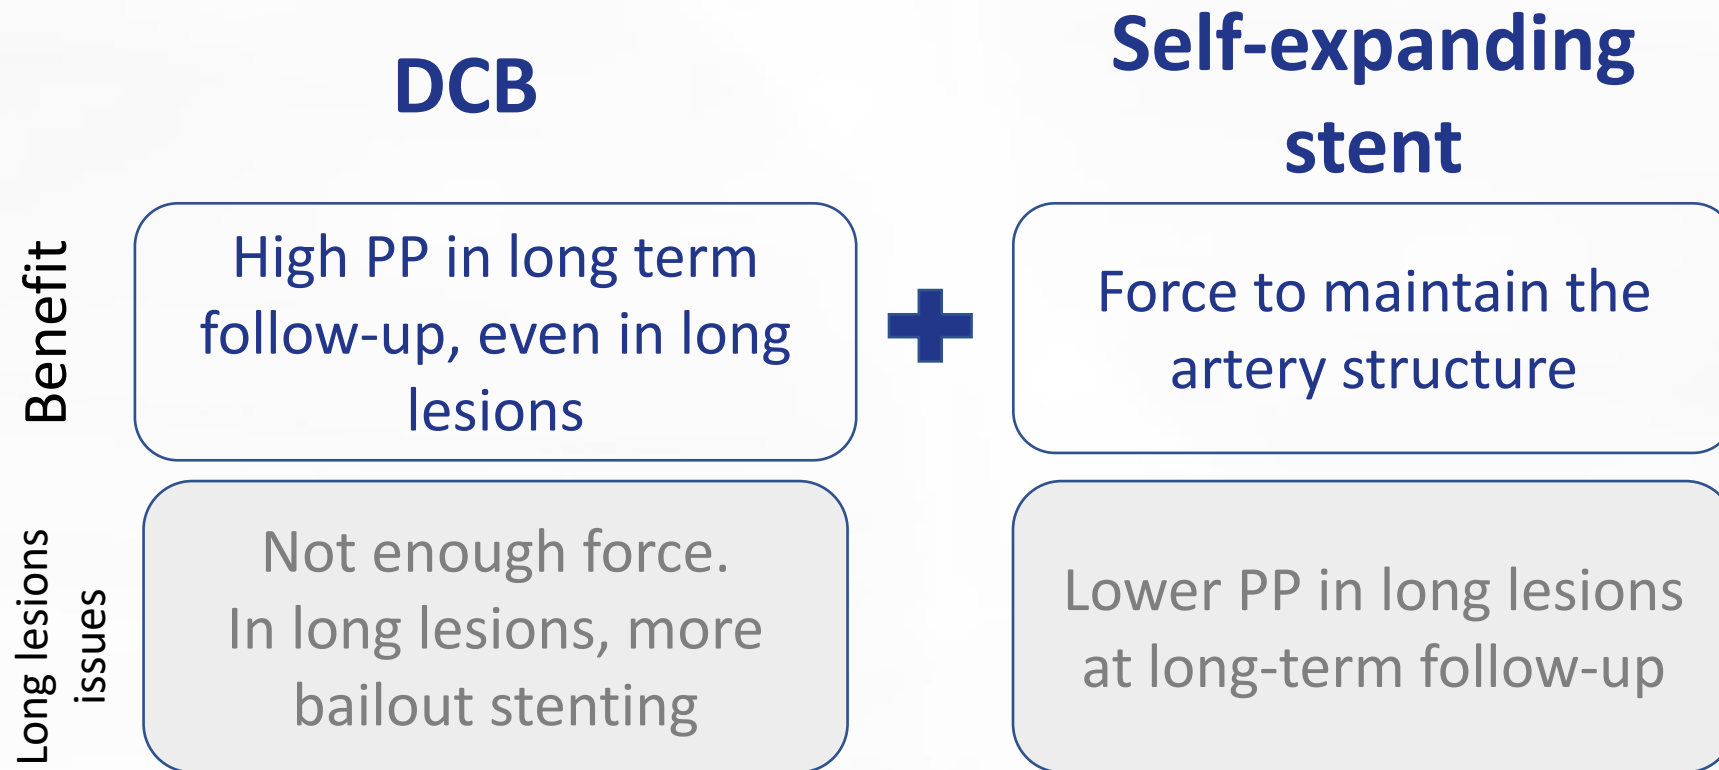 DCB
Self-expanding
stent
Benefit
High PP in long term
follow-up, even in long
lesions
Force to maintain the
artery structure
Long lesions
issues
Not enough force.
In long lesions, more
bailout stenting
Lower PP in long lesions
at long-term follow-up